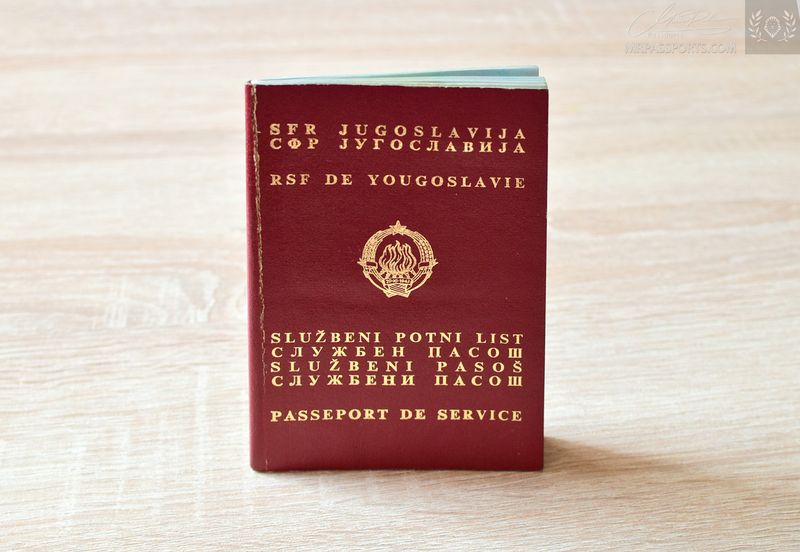 SFR JUGOSLAVIJA
СФР ЈУГОСЛАВИЈА
RSF DE YOUGOSLAVIE
SLUŽBENI POTNI LIST
СЛУЖБЕН ПАСОШ
SLUŽBENI PASOŠ
СЛУЖБЕНИ ПАСОШ
PASSEPORT DE SERVICE
MIRPASSPORTS.COM